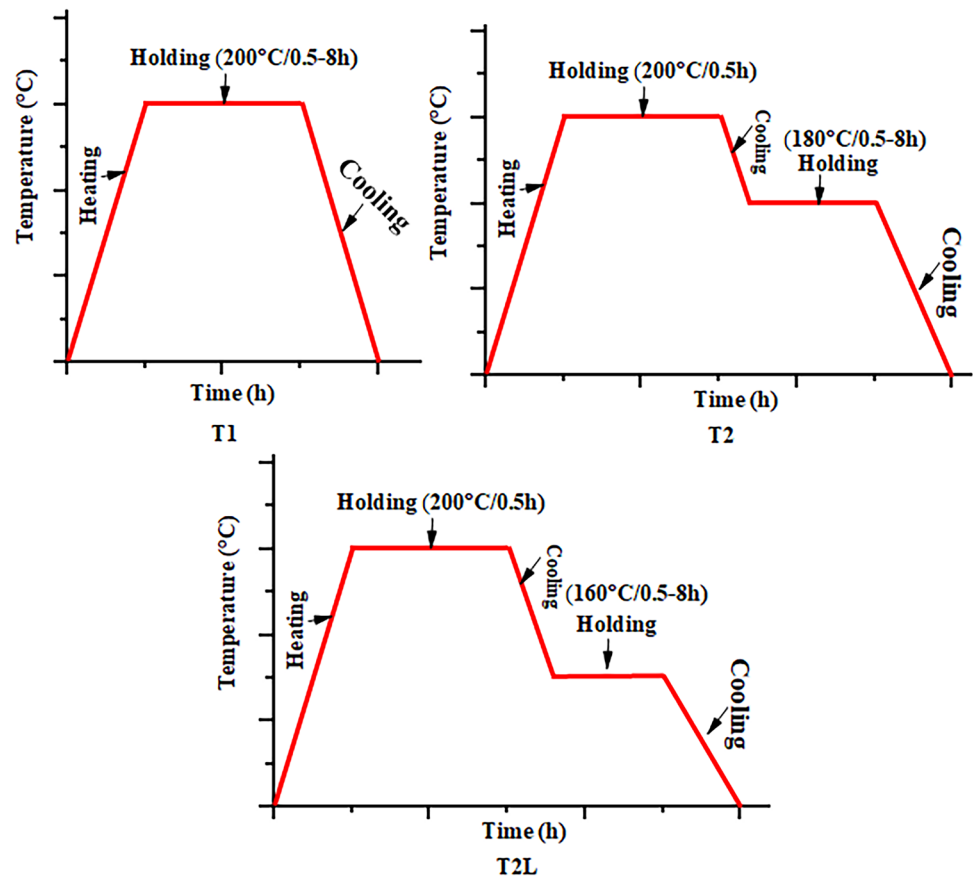 Holding (200°C/0.5-8h)
Temperature (°C)
Heating
Cooling
Time (h)
T1
Holding (200°C/0.5h)
Cooling
(180°C/0.5-8h)
Holding
Temperature (°C)
Heating
Cooling
Time (h)
T2
Holding (200°C/0.5h)
Cooling
(160°C/0.5-8h)
Holding
Temperature (°C)
Heating
Cooling
Time (h)
T2L